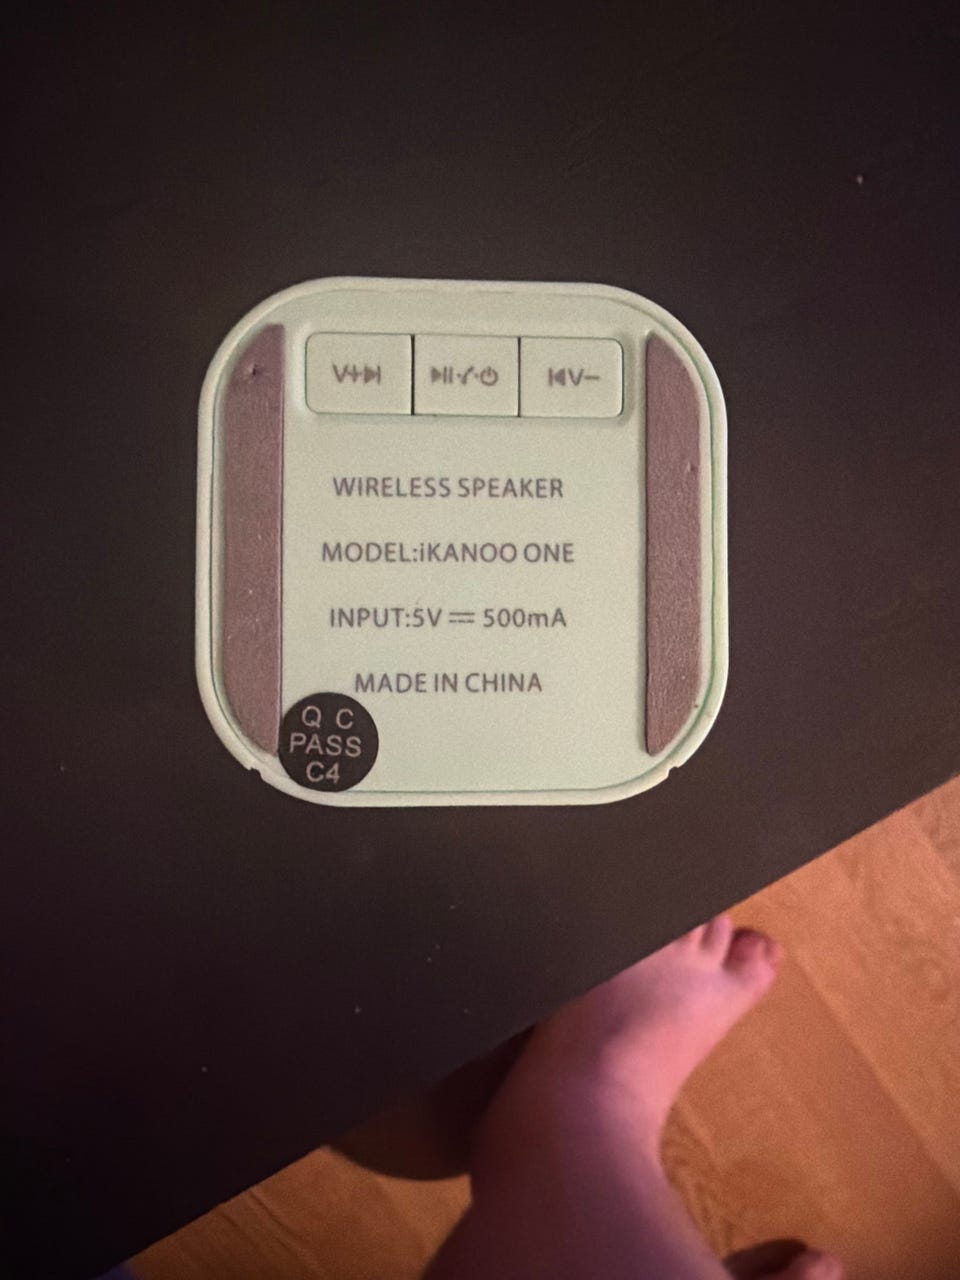 V+
V-
WIRELESS SPEAKER
MODEL:iKANOO ONE
INPUT:5V⎓500mA
MADE IN CHINA
Q C
PASS
C4